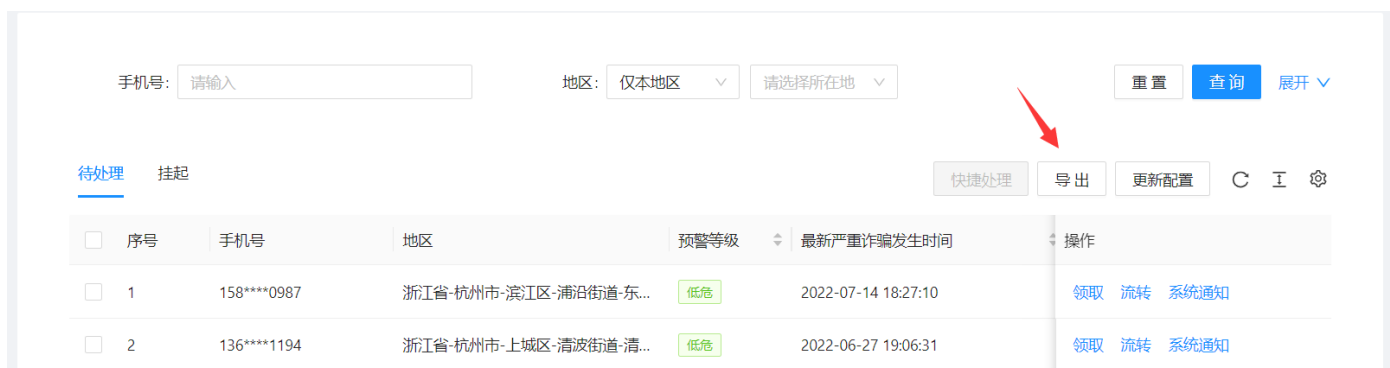 手机号: 请输入 地区: 仅本地区 请选择所在地 重置 查询 展开
待处理 挂起 快捷处理 导出 更新配置
序号 手机号 地区 预警等级 最新严重诈骗发生时间 操作
1 158****0987 浙江省-杭州市-滨江区-浦沿街道-东... 低危 2022-07-14 18:27:10 领取 流转 系统通知
2 136****1194 浙江省-杭州市-上城区-清波街道-清... 低危 2022-06-27 19:06:31 领取 流转 系统通知